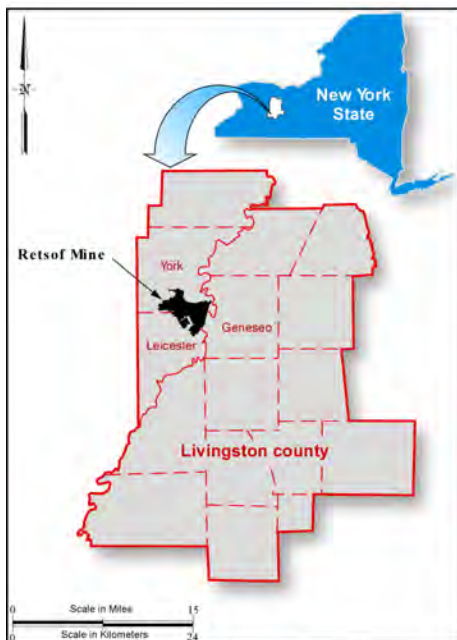 N
New York
State
Retsof Mine
York
Geneseo
Leicester
Livingston county
0
Scale in Miles
15
0
Scale in Kilometers
24